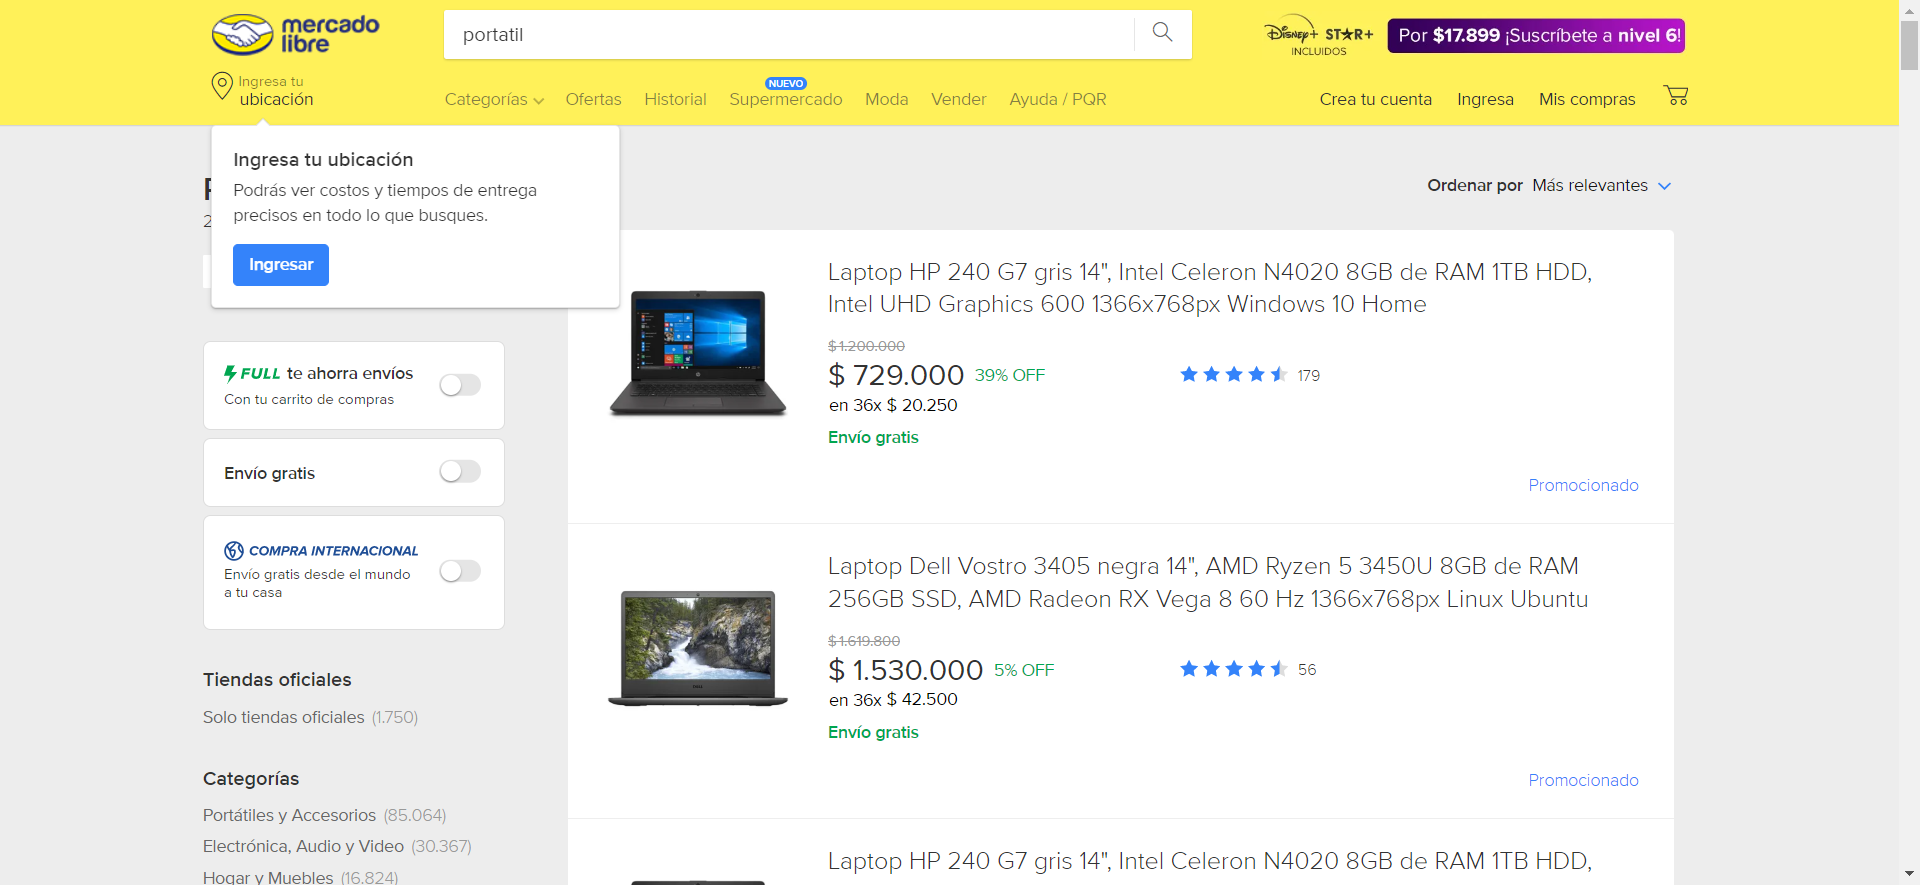 mercado
libre
portatil
Disney+ STAR+
INCLUIDOS
Por $17.899 ¡Suscríbete a nivel 6!
Ingresa tu
ubicación
Categorías
Ofertas
Historial
NUEVO
Supermercado
Moda
Vender
Ayuda / PQR
Crea tu cuenta
Ingresa
Mis compras
Ingresa tu ubicación
Podrás ver costos y tiempos de entrega
precisos en todo lo que busques.
Ingresar
Ordenar por Más relevantes
FULL te ahorra envíos
Con tu carrito de compras
Envío gratis
COMPRA INTERNACIONAL
Envío gratis desde el mundo
a tu casa
Tiendas oficiales
Solo tiendas oficiales (1.750)
Categorías
Portátiles y Accesorios (85.064)
Electrónica, Audio y Video (30.367)
Hogar y Muebles (16.824)
Laptop HP 240 G7 gris 14", Intel Celeron N4020 8GB de RAM 1TB HDD,
Intel UHD Graphics 600 1366x768px Windows 10 Home
$ 1.200.000
$ 729.000 39% OFF
179
en 36x $ 20.250
Envío gratis
Promocionado
Laptop Dell Vostro 3405 negra 14", AMD Ryzen 5 3450U 8GB de RAM
256GB SSD, AMD Radeon RX Vega 8 60 Hz 1366x768px Linux Ubuntu
$ 1.619.800
$ 1.530.000 5% OFF
56
en 36x $ 42.500
Envío gratis
Promocionado
Laptop HP 240 G7 gris 14", Intel Celeron N4020 8GB de RAM 1TB HDD,